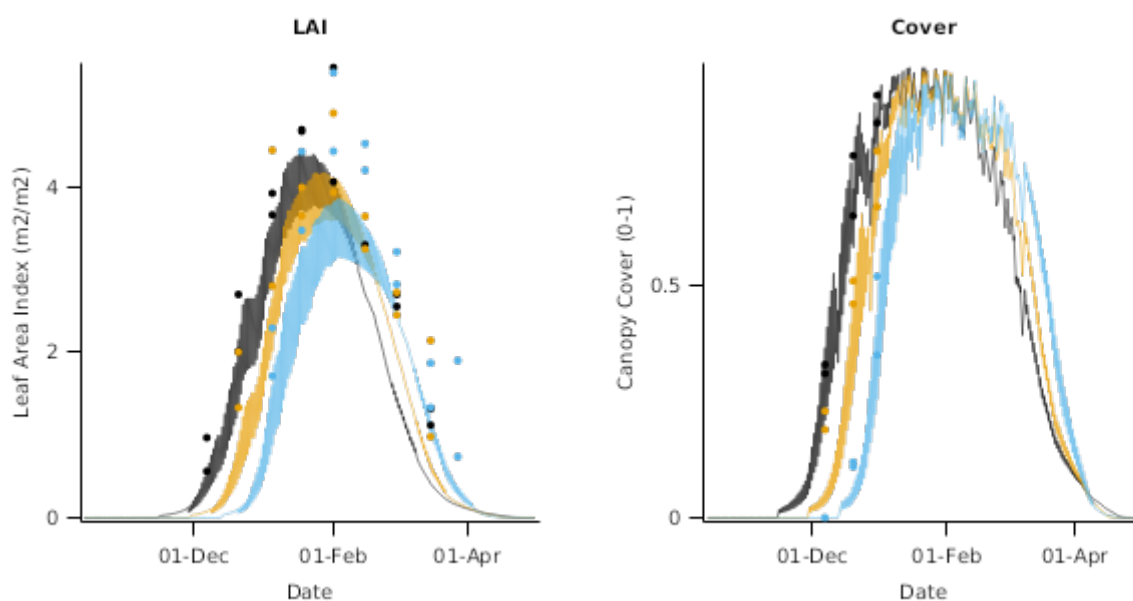 LAI
Leaf Area Index (m2/m2)
4
2
0
01-Dec
01-Feb
01-Apr
Date
Cover
Canopy Cover (0-1)
0.5
0
01-Dec
01-Feb
01-Apr
Date